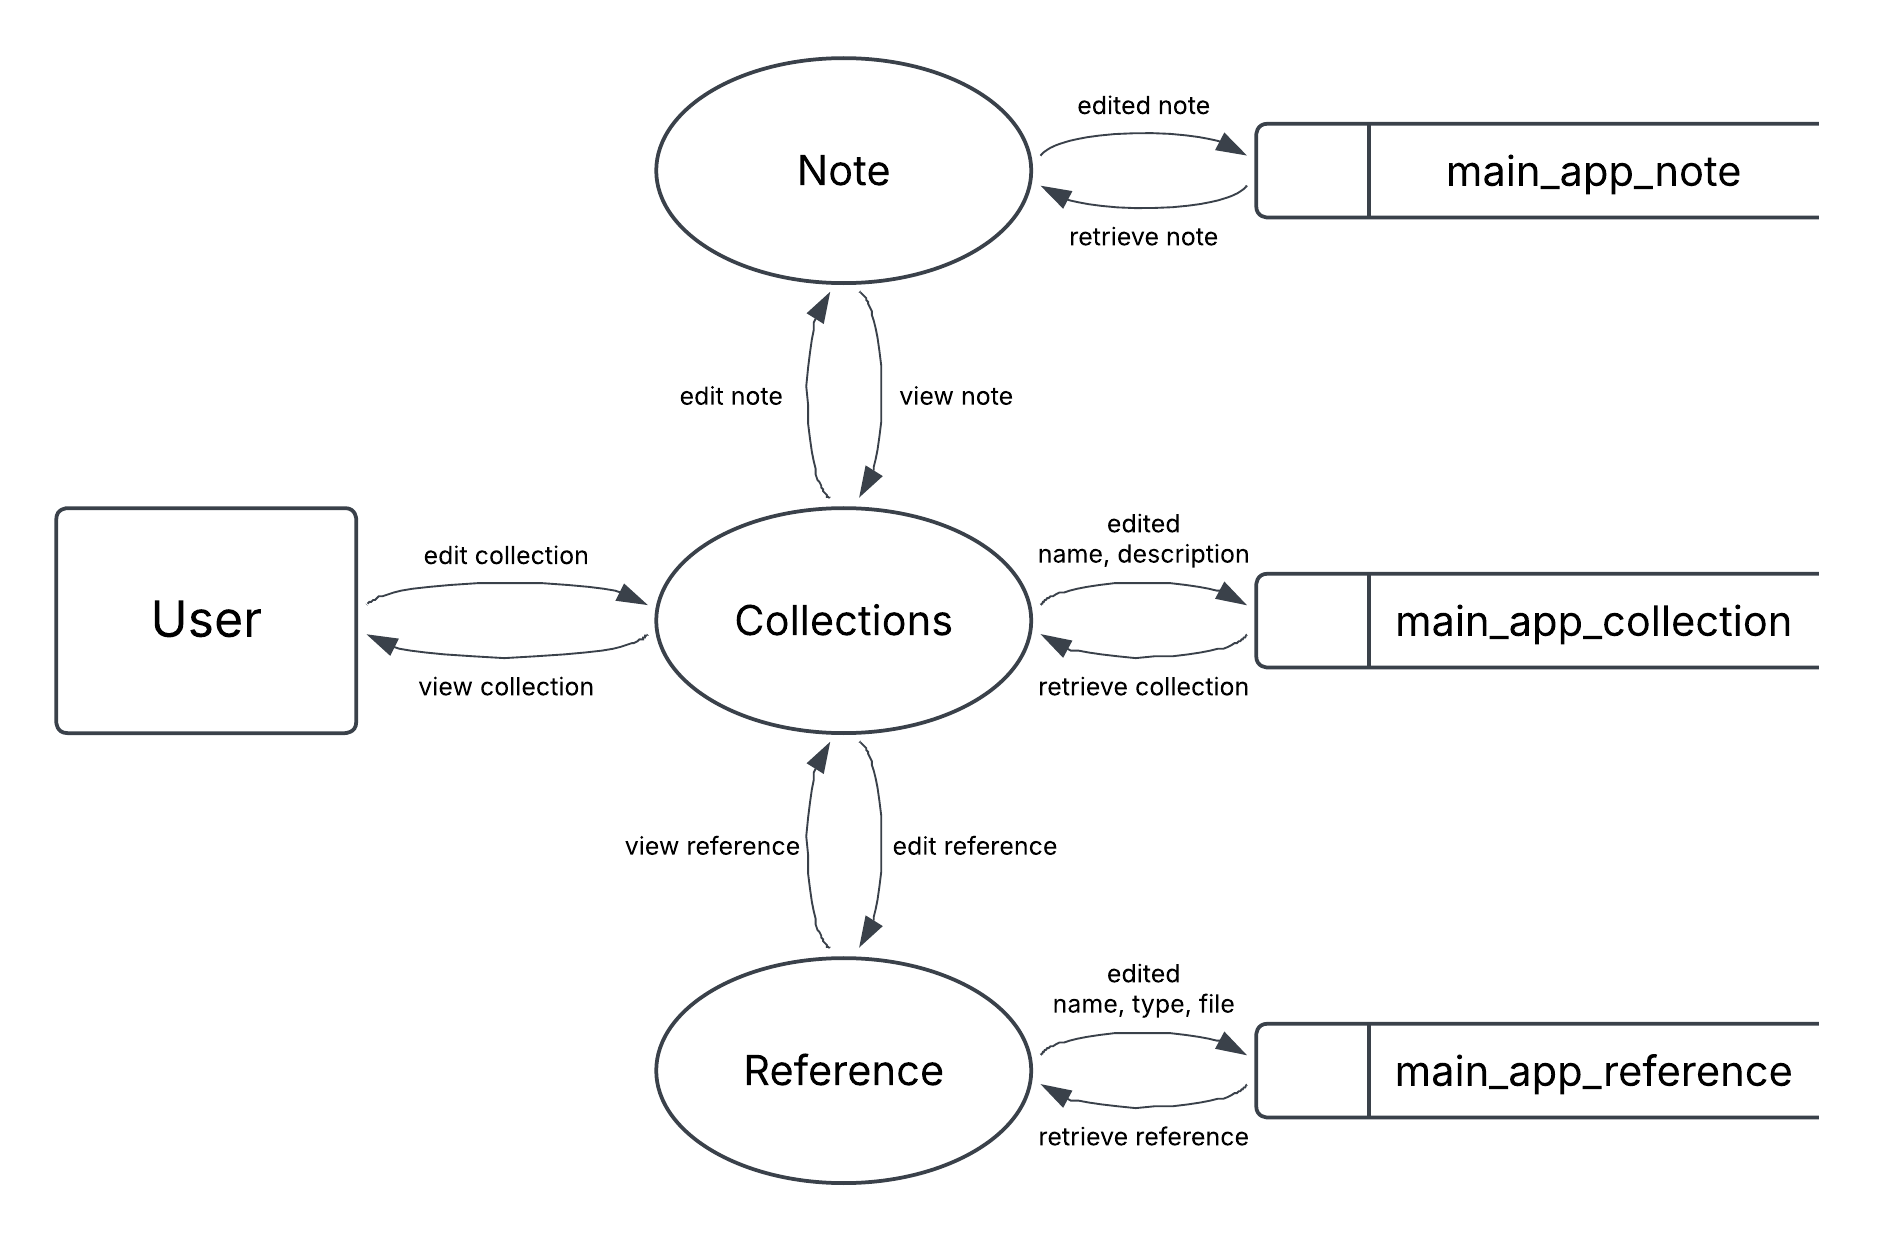 edited note
Note
main_app_note
retrieve note
edit note
view note
edited
name, description
edit collection
User
Collections
main_app_collection
view collection
retrieve collection
view reference
edit reference
edited
name, type, file
Reference
main_app_reference
retrieve reference